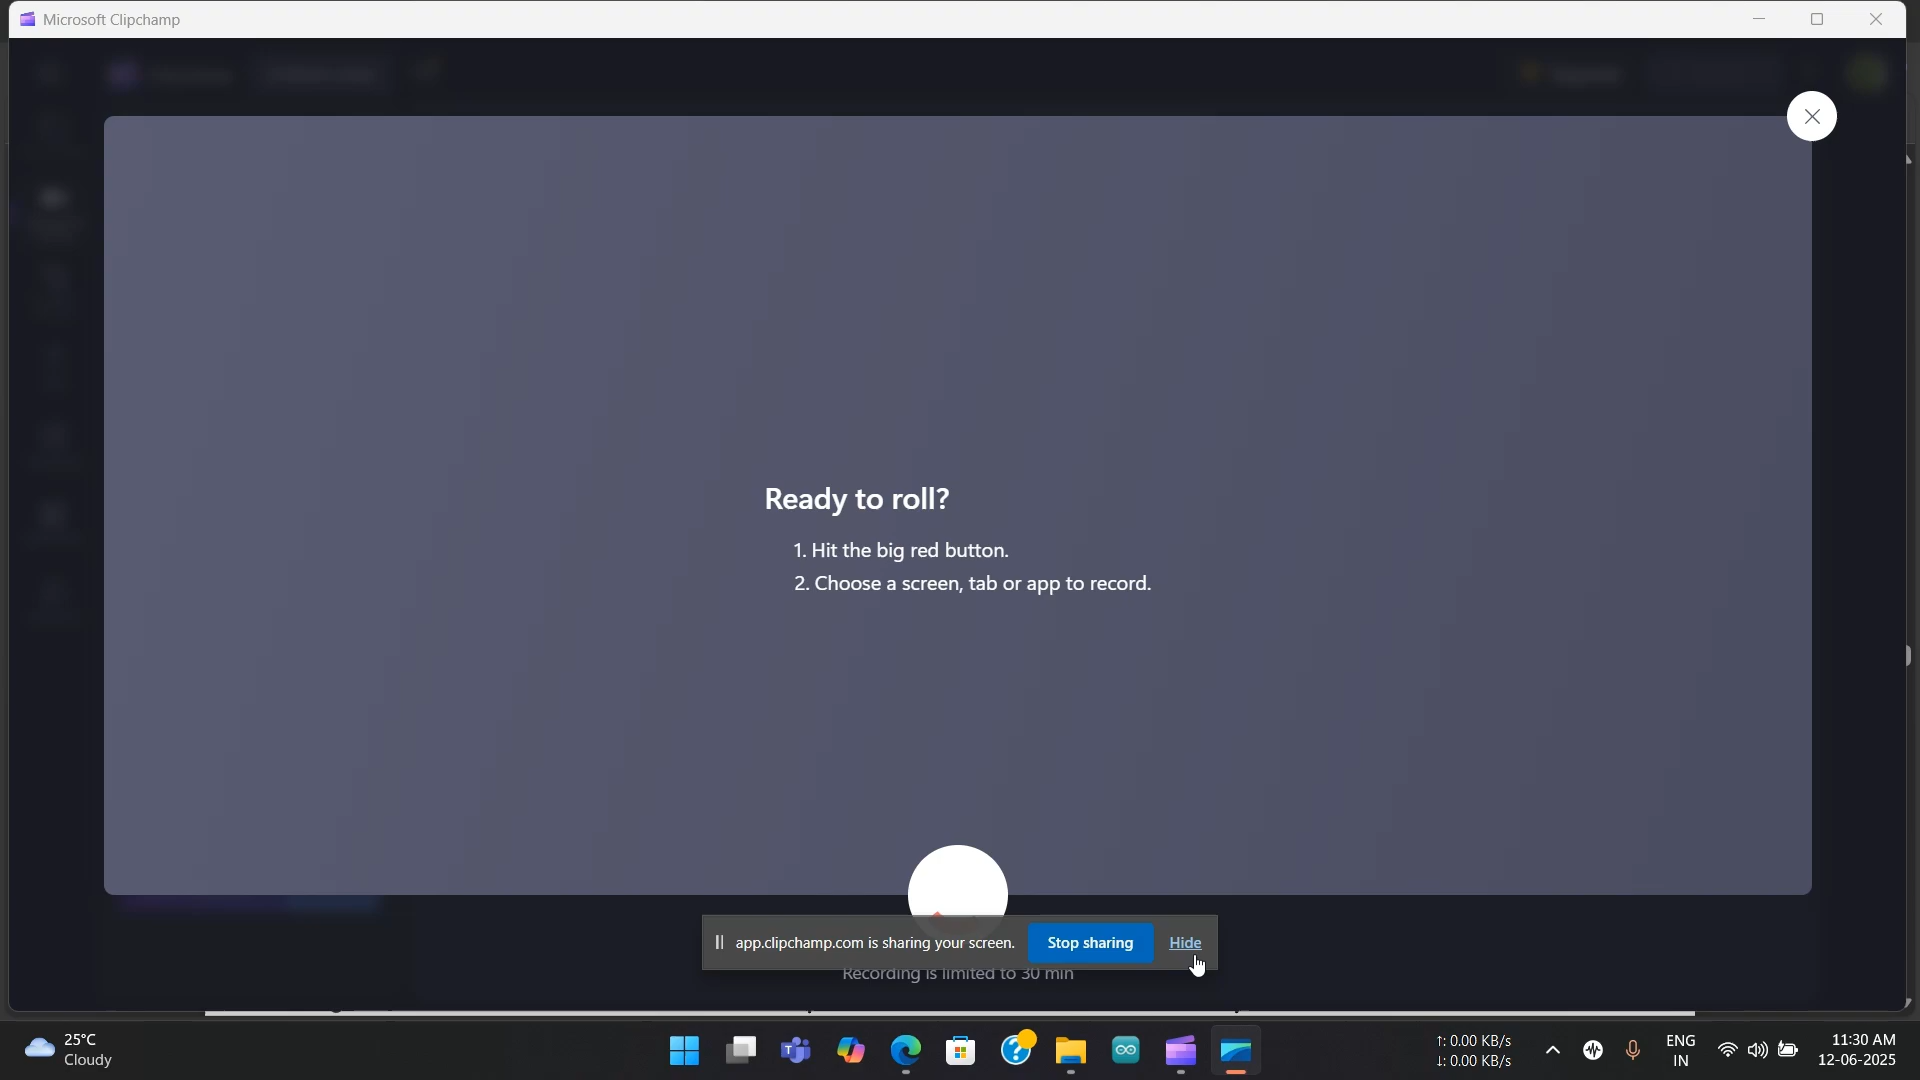 Microsoft Clipchamp
Ready to roll?
1. Hit the big red button.
2. Choose a screen, tab or app to record.
app.clipchamp.com is sharing your screen. Stop sharing Hide
Recording is limited to 30 min
25°C
Cloudy
↑: 0.00 KB/s
↓: 0.00 KB/s
ENG
IN
11:30 AM
12-06-2025